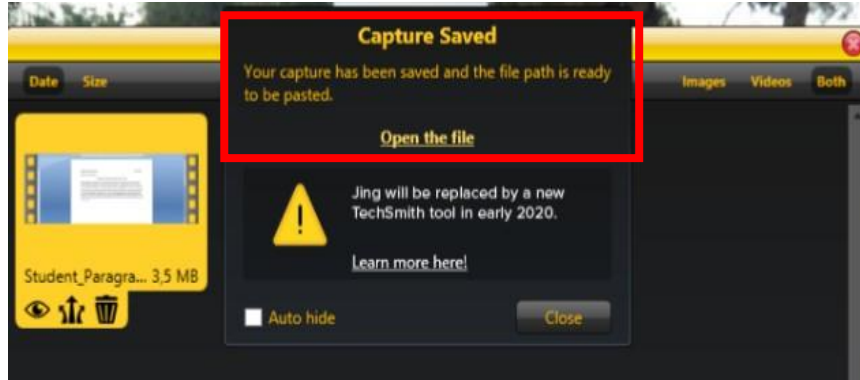 Capture Saved
Date Size
Your capture has been saved and the file path is ready
to be pasted.
Images Videos Both
Open the file
Jing will be replaced by a new
TechSmith tool in early 2020.
Learn more here!
Student_Paragra... 3,5 MB
Auto hide
Close